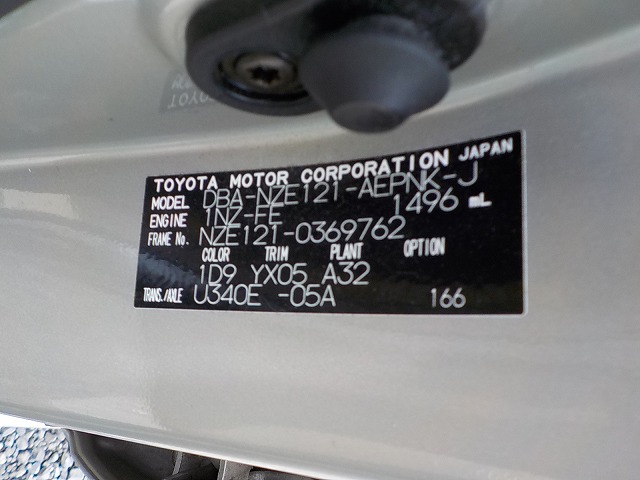 TOYOTA MOTOR CORPORATION JAPAN
MODEL DBA-NZE121-AEPNK-J
ENGINE 1NZ-FE 1496 mL
FRAME No. NZE121-0369762
COLOR TRIM PLANT OPTION
1D9 YX05 A32
TRANS./AXLE U340E -05A 166